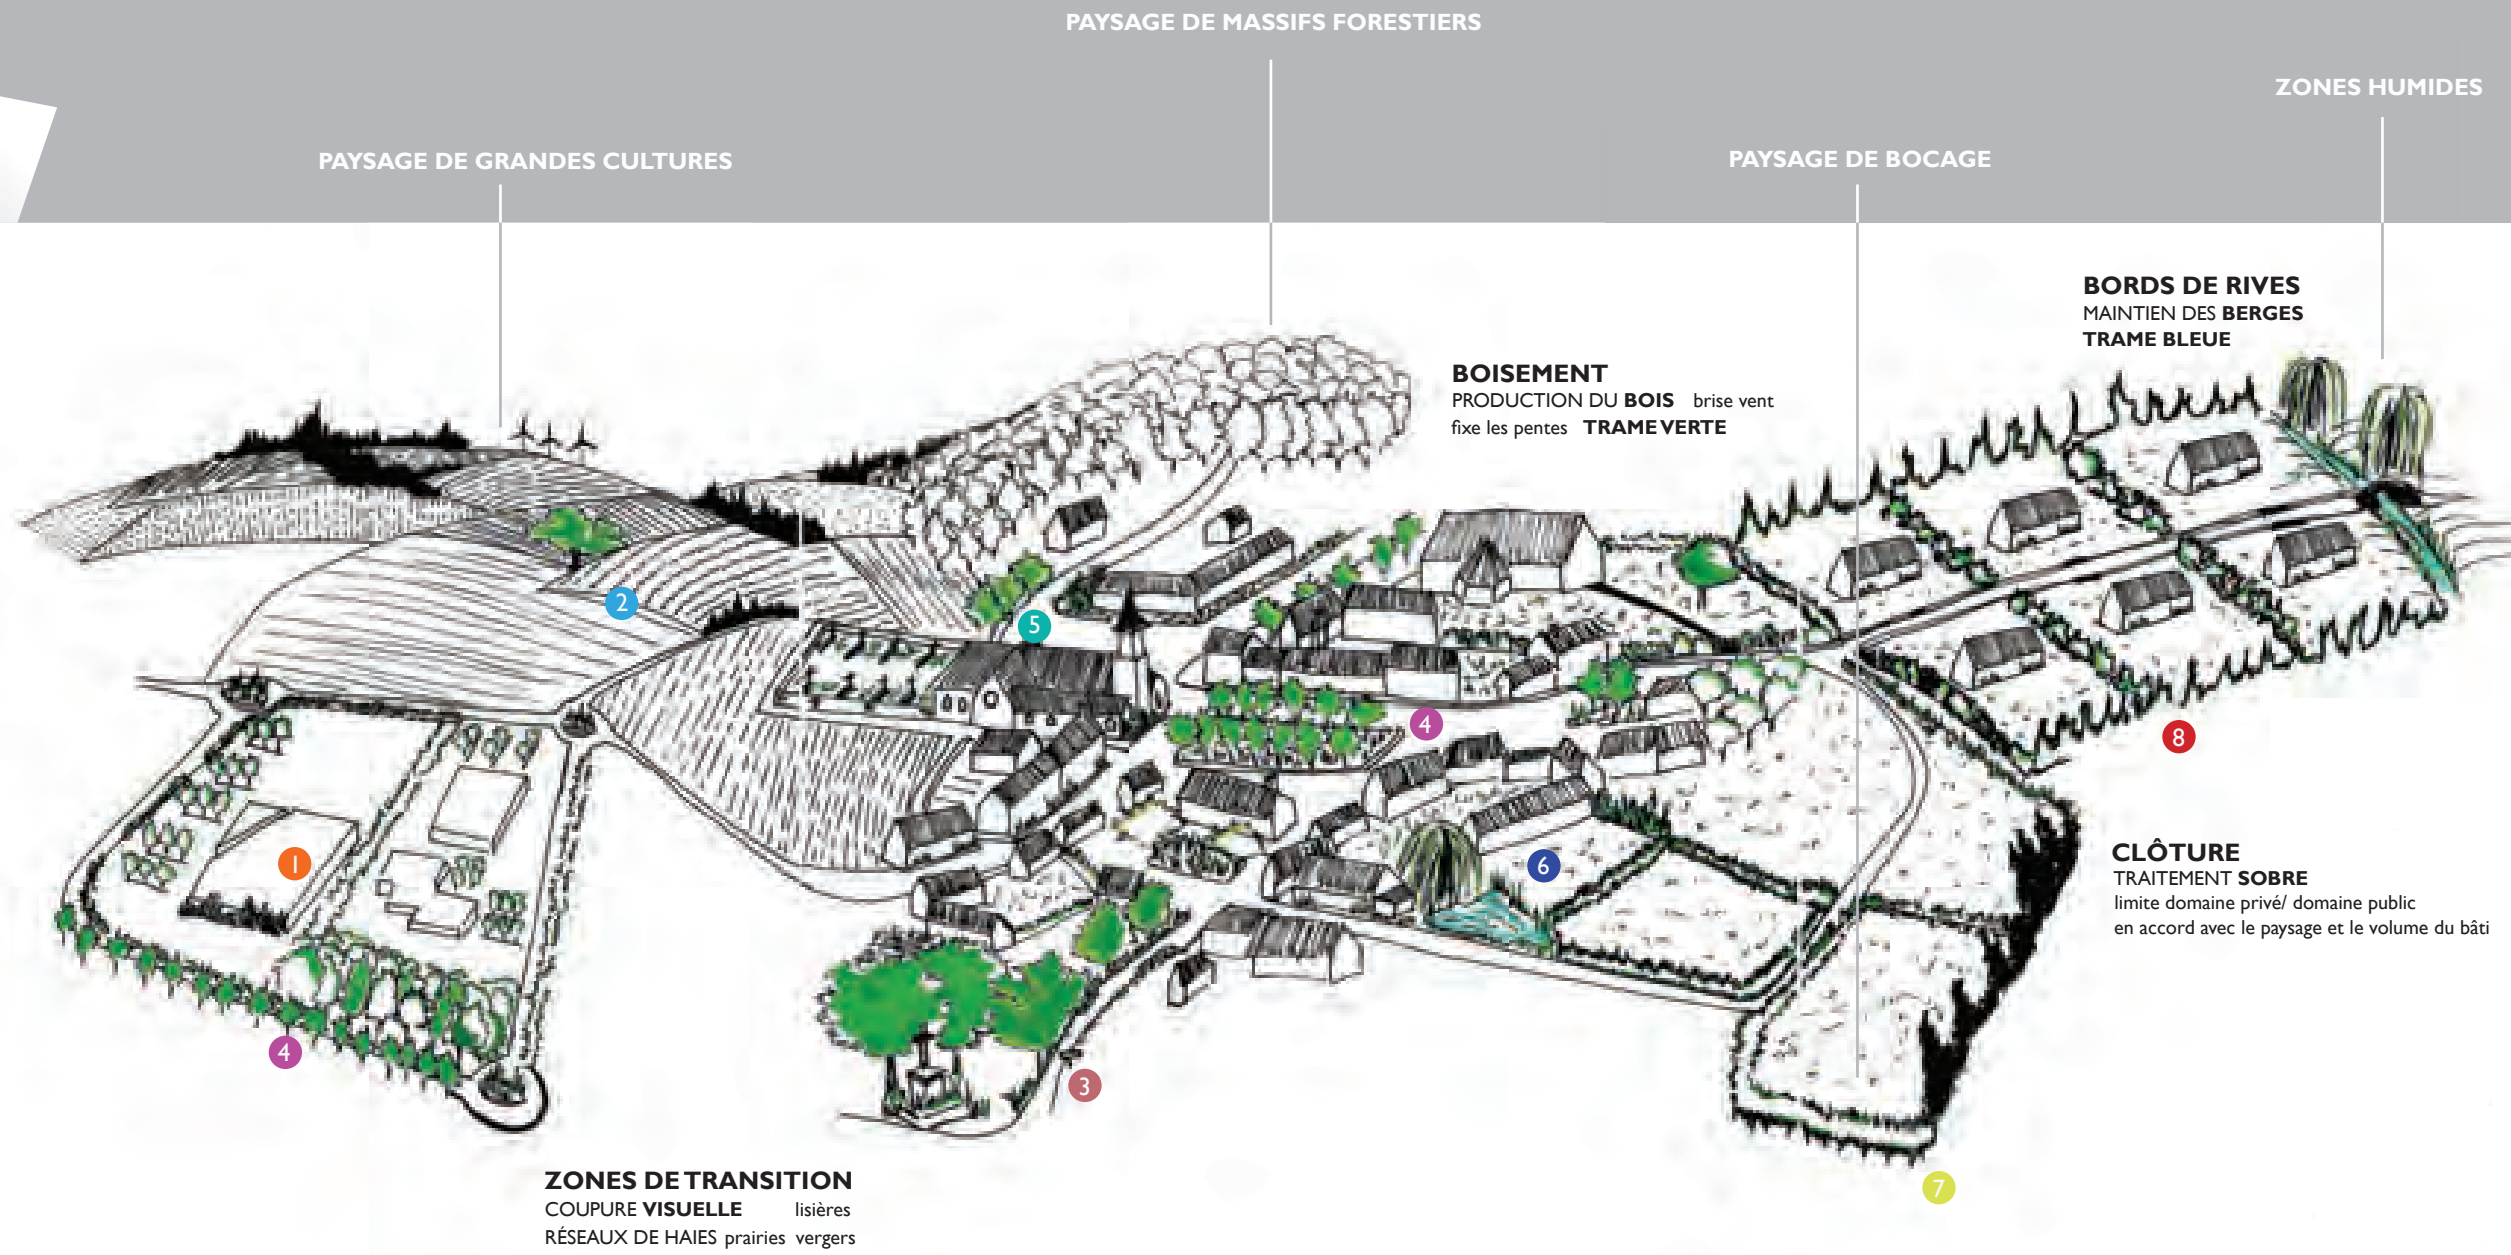 PAYSAGE DE MASSIFS FORESTIERS
ZONES HUMIDES
PAYSAGE DE GRANDES CULTURES
PAYSAGE DE BOCAGE
BORDS DE RIVES
MAINTIEN DES BERGES
TRAME BLEUE
BOISEMENT
PRODUCTION DU BOIS brise vent
fixe les pentes TRAME VERTE
2
5
4
8
1
6
CLÔTURE
TRAITEMENT SOBRE
limite domaine privé/ domaine public
en accord avec le paysage et le volume du bâti
4
3
7
ZONES DE TRANSITION
COUPURE VISUELLE lisières
RÉSEAUX DE HAIES prairies vergers